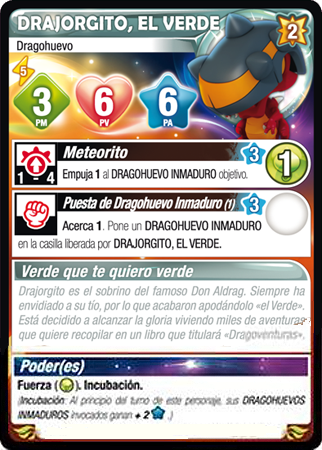 DRAJORGITO, EL VERDE
2
Dragohuevo
5
3 PM
6 PV
6 PA
1 - 4
Meteorito
3
1
Empuja 1 al DRAGOHUEVO INMADURO objetivo.
1
Puesta de Dragohuevo Inmaduro (1)
3
Acerca 1. Pone un DRAGOHUEVO INMADURO
en la casilla liberada por DRAJORGITO, EL VERDE.
Verde que te quiero verde
Drajorgito es el sobrino del famoso Don Aldrag. Siempre ha
envidiado a su tío, por lo que acabaron apodándolo «el Verde».
Está decidido a alcanzar la gloria viviendo miles de aventuras
que quiere recopilar en un libro que titulará «Dragoventuras».
Poder(es)
Fuerza ( ). Incubación.
(Incubación: Al principio del turno de este personaje, sus DRAGOHUEVOS
INMADUROS invocados ganan + 2 .)